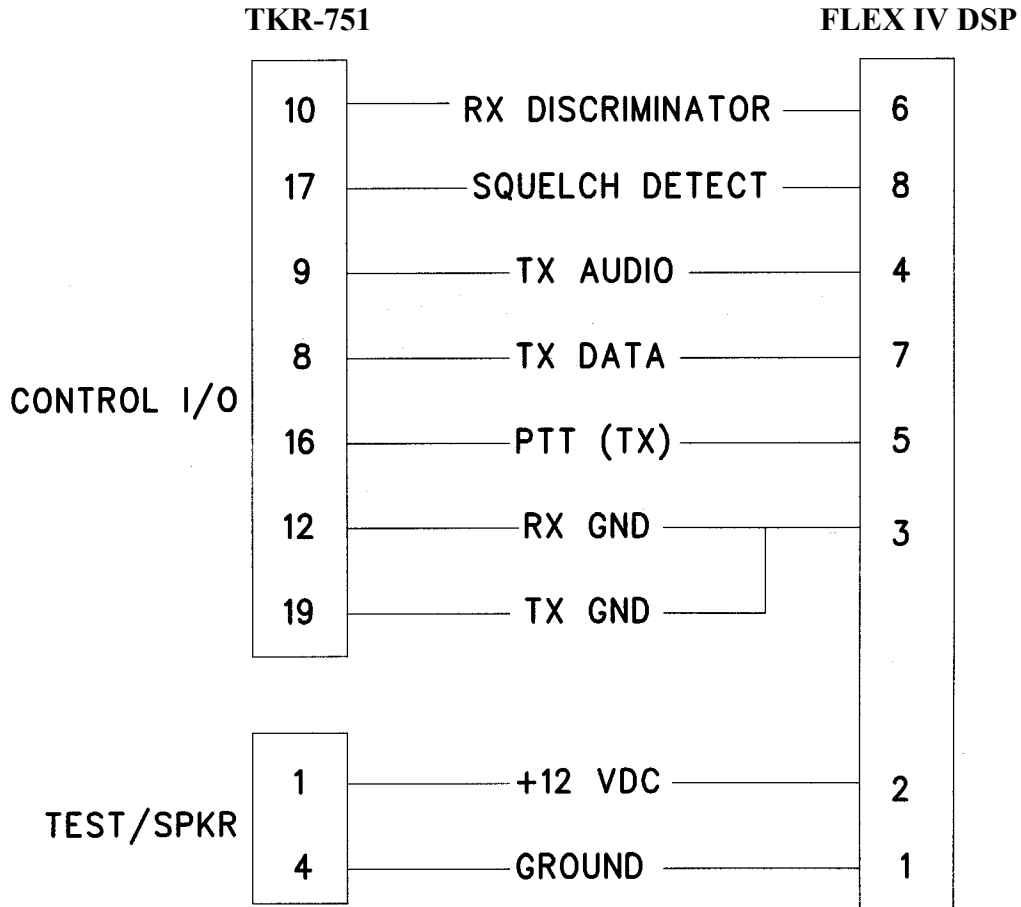 TKR-751 FLEX IV DSP
10 RX DISCRIMINATOR 6
17 SQUELCH DETECT 8
9 TX AUDIO 4
8 TX DATA 7
CONTROL I/O
16 PTT (TX) 5
12 RX GND 3
19 TX GND
1 +12 VDC 2
TEST/SPKR
4 GROUND 1